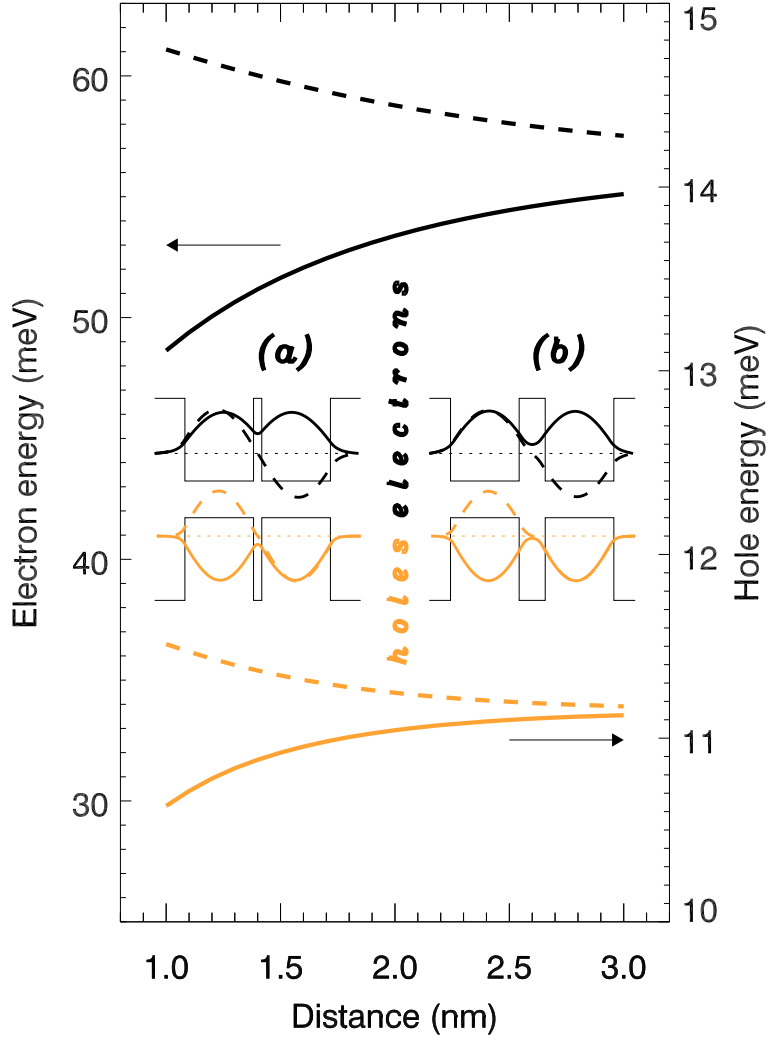 15
60
14
50
(a)
(b)
13
Electron energy (meV)
holes electrons
Hole energy (meV)
40
12
11
30
10
1.0 1.5 2.0 2.5 3.0
Distance (nm)